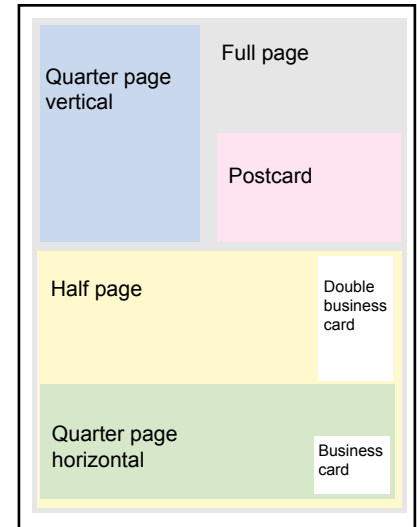 Quarter page
vertical
Full page
Postcard
Half page
Double
business
card
Quarter page
horizontal
Business
card